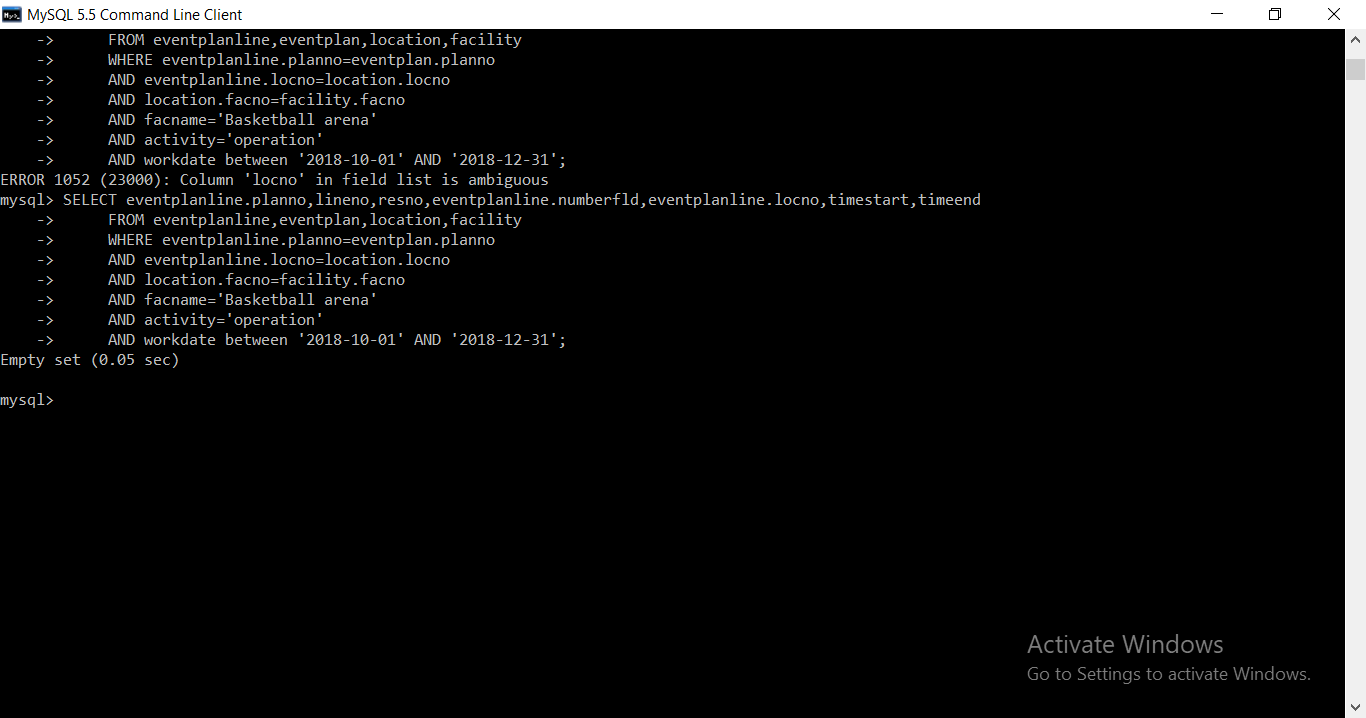 MySQL 5.5 Command Line Client
    ->      FROM eventplanline,eventplan,location,facility
    ->      WHERE eventplanline.planno=eventplan.planno
    ->      AND eventplanline.locno=location.locno
    ->      AND location.facno=facility.facno
    ->      AND facname='Basketball arena'
    ->      AND activity='operation'
    ->      AND workdate between '2018-10-01' AND '2018-12-31';
ERROR 1052 (23000): Column 'locno' in field list is ambiguous
mysql> SELECT eventplanline.planno,lineno,resno,eventplanline.numberfld,eventplanline.locno,timestart,timeend
    ->      FROM eventplanline,eventplan,location,facility
    ->      WHERE eventplanline.planno=eventplan.planno
    ->      AND eventplanline.locno=location.locno
    ->      AND location.facno=facility.facno
    ->      AND facname='Basketball arena'
    ->      AND activity='operation'
    ->      AND workdate between '2018-10-01' AND '2018-12-31';
Empty set (0.05 sec)
mysql>
Activate Windows
Go to Settings to activate Windows.